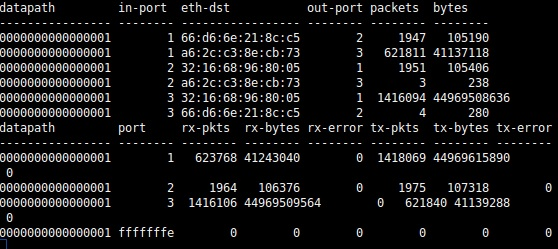 datapath in-port eth-dst out-port packets bytes
---------------- -------- ----------------- -------- -------- --------
0000000000000001 1 66:d6:6e:21:8c:c5 2 1947 105190
0000000000000001 1 a6:2c:c3:8e:cb:73 3 621811 41137118
0000000000000001 2 32:16:68:96:80:05 1 1951 105406
0000000000000001 2 a6:2c:c3:8e:cb:73 3 3 238
0000000000000001 3 32:16:68:96:80:05 1 1416094 44969508636
0000000000000001 3 66:d6:6e:21:8c:c5 2 4 280
datapath port rx-pkts rx-bytes rx-error tx-pkts tx-bytes tx-error
---------------- -------- -------- -------- -------- -------- -------- --------
0000000000000001 1 623768 41243040 0 1418069 44969615890
0
0000000000000001 2 1964 106376 0 1975 107318 0
0000000000000001 3 1416106 44969509564 0 621840 41139288
0
0000000000000001 fffffffe 0 0 0 0 0 0